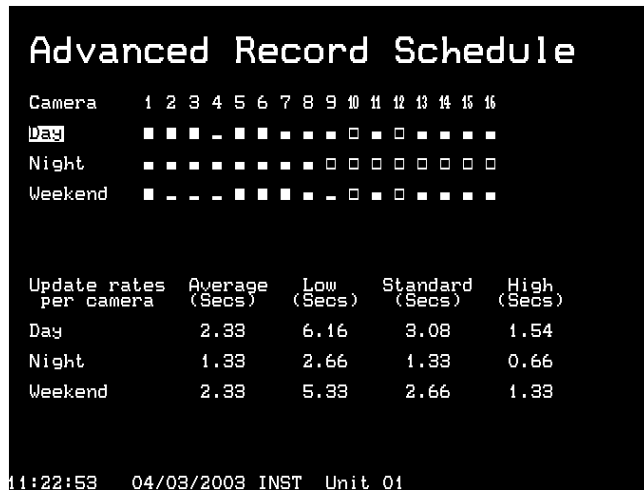 Advanced Record Schedule
Camera 1 2 3 4 5 6 7 8 9 10 11 12 13 14 15 16
Day
Night
Weekend
Update rates per camera Average (Secs) Low (Secs) Standard (Secs) High (Secs)
Day 2.33 6.16 3.08 1.54
Night 1.33 2.66 1.33 0.66
Weekend 2.33 5.33 2.66 1.33
11:22:53 04/03/2003 INST Unit 01